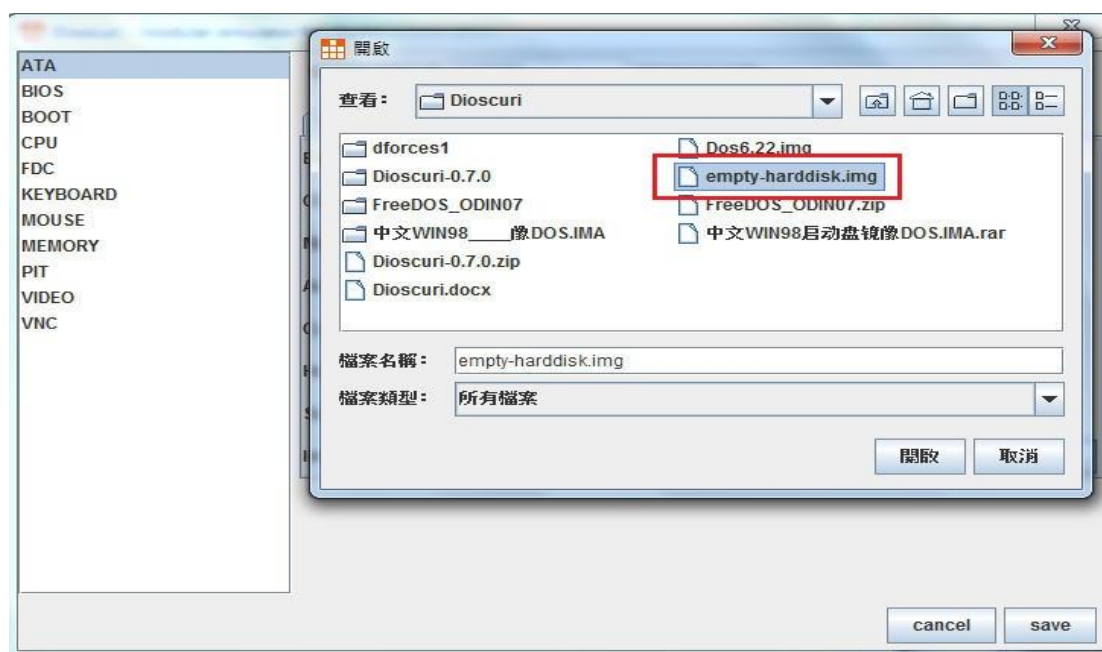 開啟
ATA
BIOS
BOOT
CPU
FDC
KEYBOARD
MOUSE
MEMORY
PIT
VIDEO
VNC
查看：
Dioscuri
dforces1
Dioscuri-0.7.0
FreeDOS_ODIN07
中文WIN98____像DOS.IMA
Dioscuri-0.7.0.zip
Dioscuri.docx
Dos6.22.img
empty-harddisk.img
FreeDOS_ODIN07.zip
中文WIN98启动盘镜像DOS.IMA.rar
檔案名稱： empty-harddisk.img
檔案類型： 所有檔案
開啟 取消
cancel save